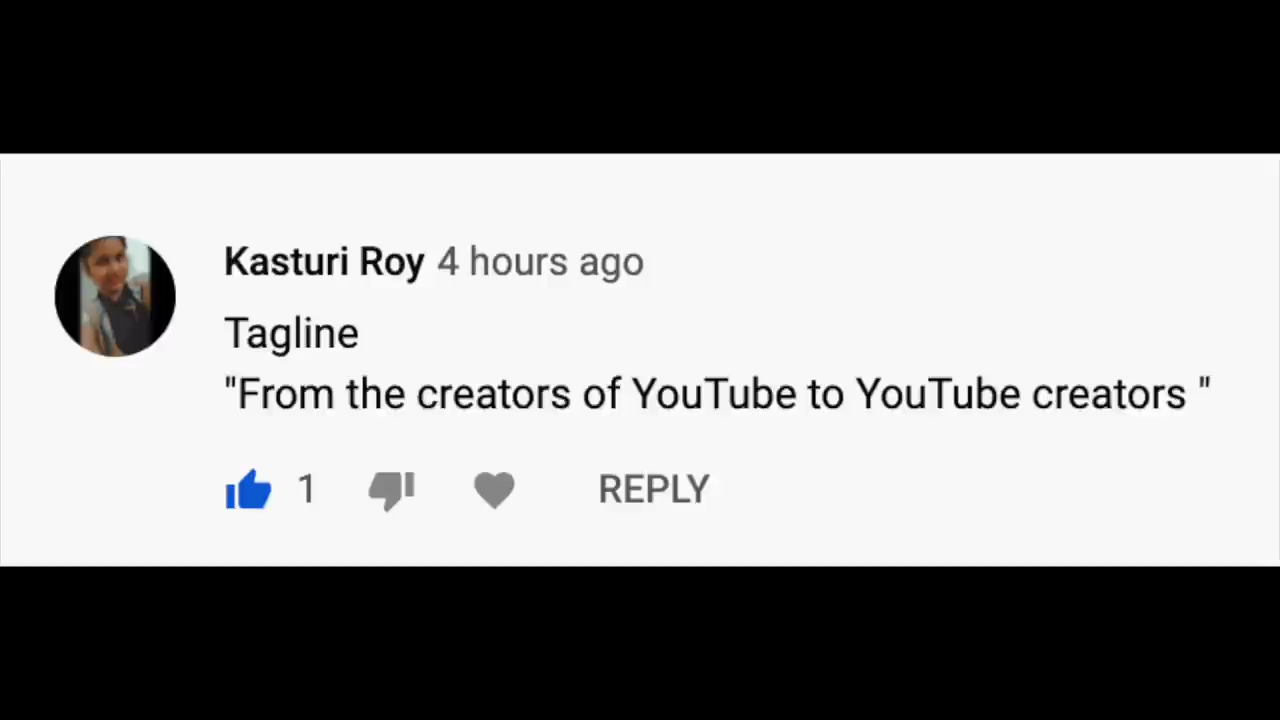 Kasturi Roy 4 hours ago
Tagline
"From the creators of YouTube to YouTube creators "
1 REPLY